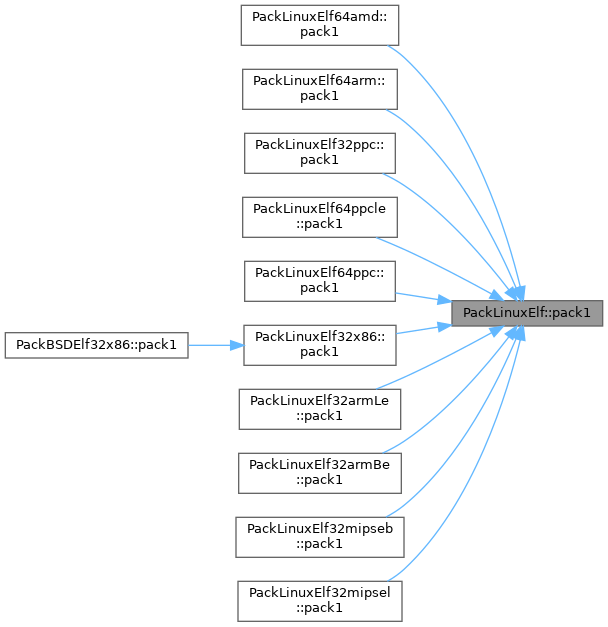 PackLinuxElf64amd::
pack1
PackLinuxElf64arm::
pack1
PackLinuxElf32ppc::
pack1
PackLinuxElf64ppcle
::pack1
PackLinuxElf64ppc::
pack1
PackLinuxElf::pack1
PackBSDElf32x86::pack1
PackLinuxElf32x86::
pack1
PackLinuxElf32armLe
::pack1
PackLinuxElf32armBe
::pack1
PackLinuxElf32mipseb
::pack1
PackLinuxElf32mipsel
::pack1